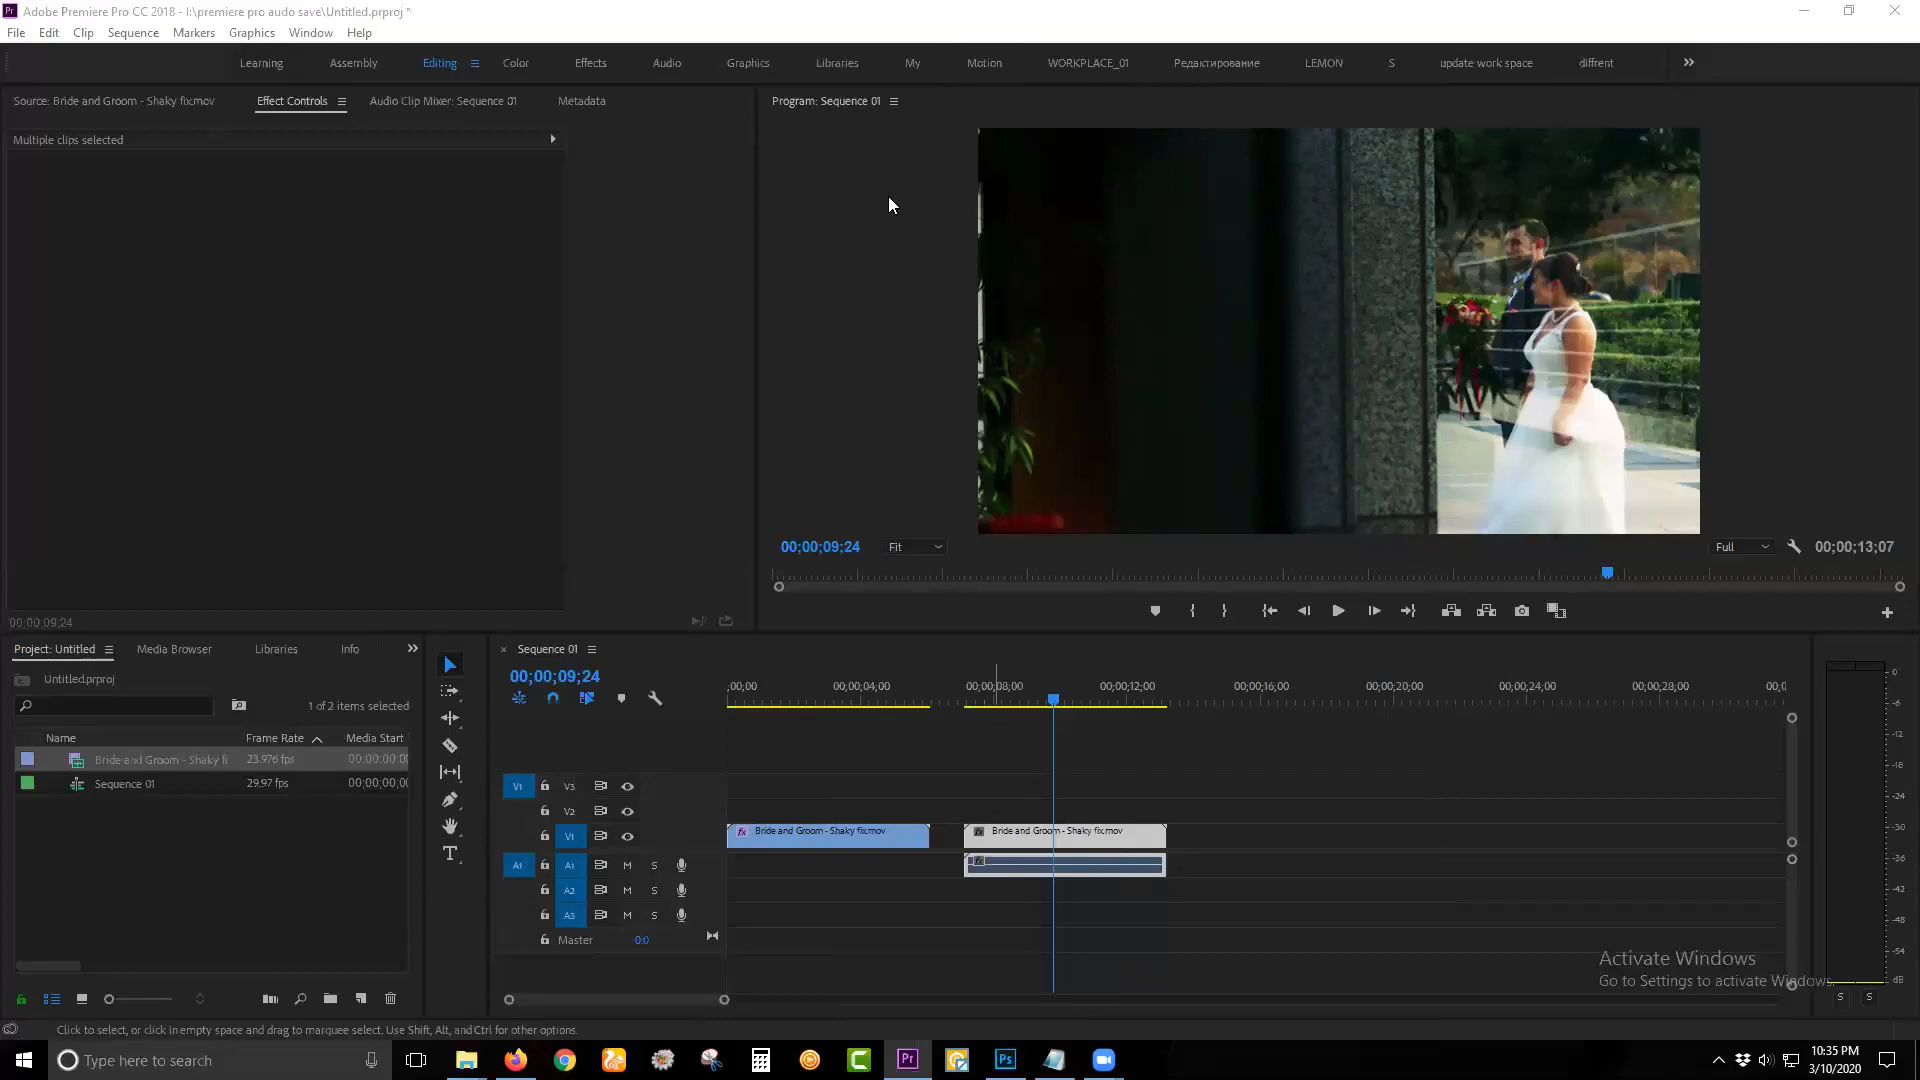 Adobe Premiere Pro CC 2018 - I:\premiere pro audo save\Untitled.prproj *
File Edit Clip Sequence Markers Graphics Window Help
Learning Assembly Editing Color Effects Audio Graphics Libraries My Motion WORKPLACE_01 Редактирование LEMON S update work space diffrent
Source: Bride and Groom - Shaky fix.mov Effect Controls Audio Clip Mixer: Sequence 01 Metadata
Program: Sequence 01
Multiple clips selected
00;00;09;24 Fit Full 00;00;13;07
00;00;09;24
Project: Untitled Media Browser Libraries Info
Untitled.prproj
1 of 2 items selected
Name Frame Rate Media Start
Bride and Groom - Shaky fi 23.976 fps 00:00:00:00
Sequence 01 29.97 fps 00;00;00;00
Sequence 01
00;00;09;24
;00;00 00;00;04;00 00;00;08;00 00;00;12;00 00;00;16;00 00;00;20;00 00;00;24;00 00;00;28;00 00;0
V1 V3
V2
V1 fx Bride and Groom - Shaky fix.mov fx Bride and Groom - Shaky fix.mov
A1 A1 M S fx
A2 M S
A3 M S
Master 0.0
0
-6
-12
-18
-24
-30
-36
-42
-48
-54
dB
S S
Activate Windows
Go to Settings to activate Windows.
Click to select, or click in empty space and drag to marquee select. Use Shift, Alt, and Ctrl for other options.
Type here to search
Pr Ps
10:35 PM
3/10/2020